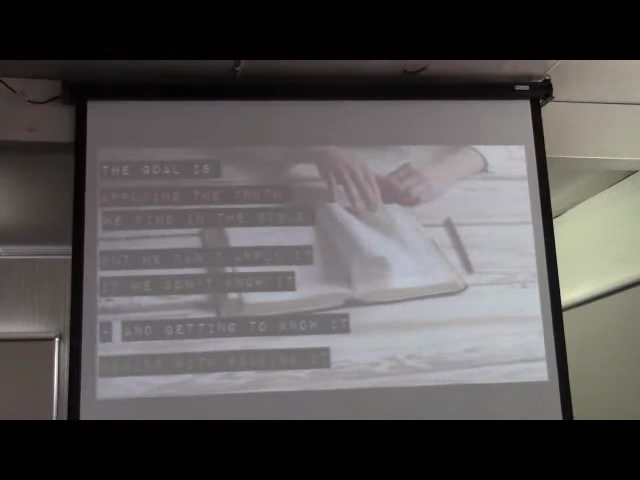 THE GOAL IS
APPLYING THE TRUTH
WE FIND IN THE BIBLE
BUT WE CAN'T APPLY IT
IF WE DON'T KNOW IT
- AND GETTING TO KNOW IT
WITH READING IT